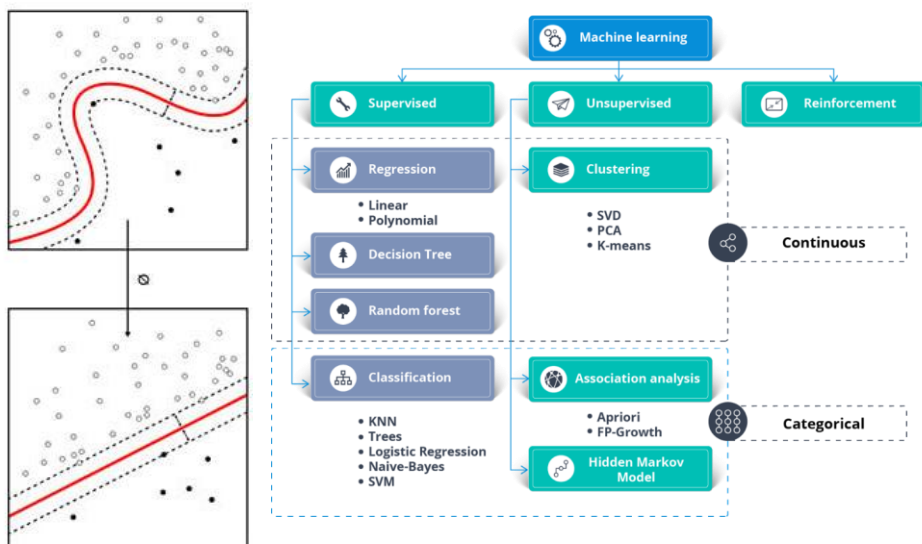 Machine learning
Supervised
Unsupervised
Reinforcement
Regression
• Linear
• Polynomial
Decision Tree
Random forest
Clustering
• SVD
• PCA
• K-means
Continuous
Classification
• KNN
• Trees
• Logistic Regression
• Naive-Bayes
• SVM
Association analysis
• Apriori
• FP-Growth
Hidden Markov
Model
Categorical